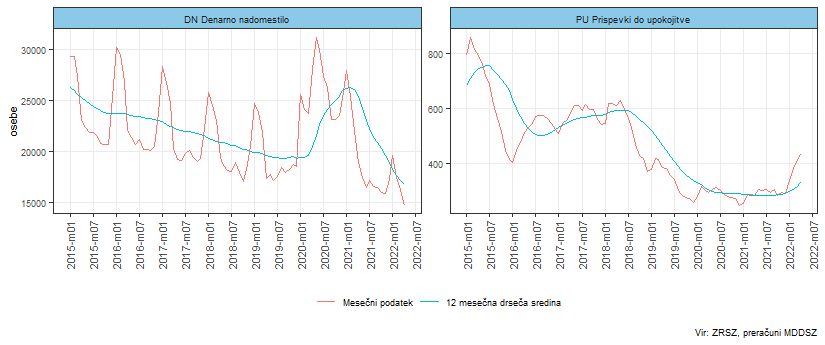 DN Denarno nadomestilo
PU Prispevki do upokojitve
osebe
30000
25000
20000
15000
800
600
400
2015-m01
2015-m07
2016-m01
2016-m07
2017-m01
2017-m07
2018-m01
2018-m07
2019-m01
2019-m07
2020-m01
2020-m07
2021-m01
2021-m07
2022-m01
2022-m07
2015-m01
2015-m07
2016-m01
2016-m07
2017-m01
2017-m07
2018-m01
2018-m07
2019-m01
2019-m07
2020-m01
2020-m07
2021-m01
2021-m07
2022-m01
2022-m07
Mesečni podatek
12 mesečna drseča sredina
Vir: ZRSZ, preračuni MDDSZ